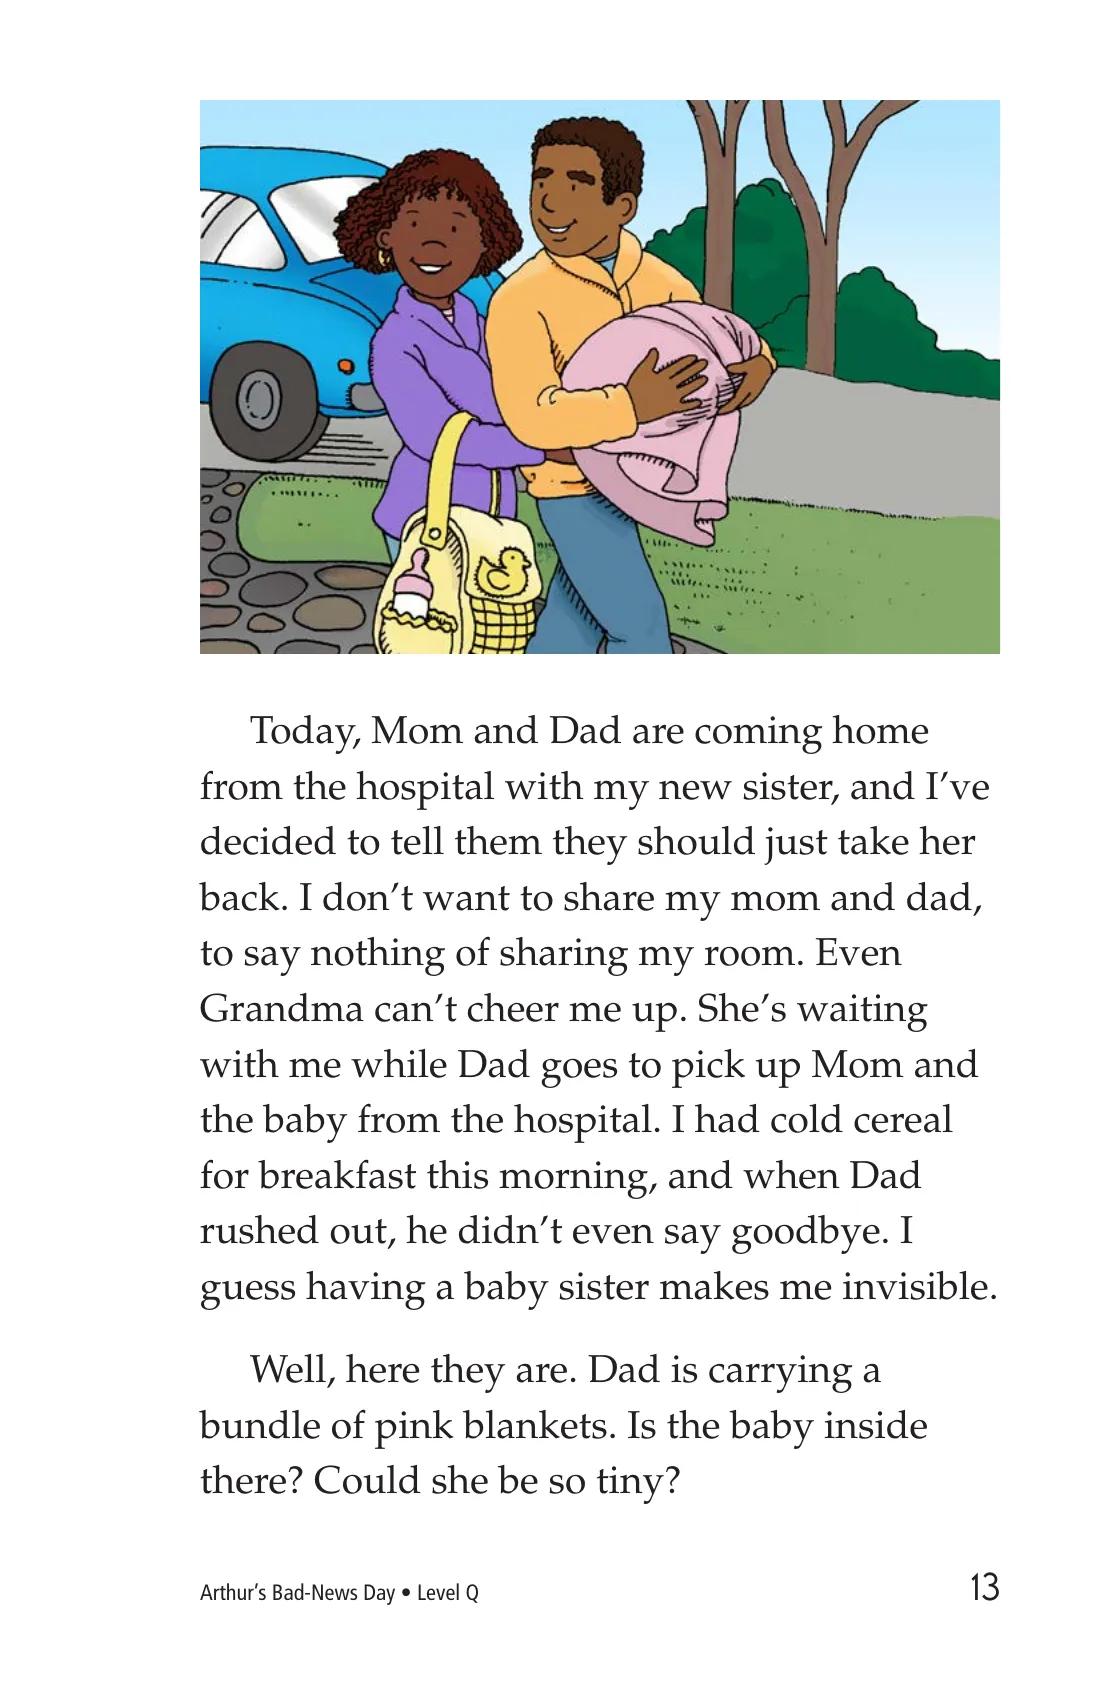 Today, Mom and Dad are coming home
from the hospital with my new sister, and I’ve
decided to tell them they should just take her
back. I don’t want to share my mom and dad,
to say nothing of sharing my room. Even
Grandma can’t cheer me up. She’s waiting
with me while Dad goes to pick up Mom and
the baby from the hospital. I had cold cereal
for breakfast this morning, and when Dad
rushed out, he didn’t even say goodbye. I
guess having a baby sister makes me invisible.
Well, here they are. Dad is carrying a
bundle of pink blankets. Is the baby inside
there? Could she be so tiny?
Arthur’s Bad-News Day • Level Q
13